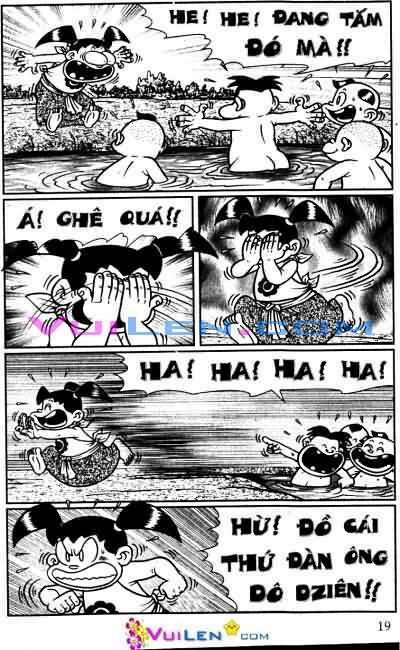 HE! HE! ĐANG TẮM
ĐÓ MÀ!!
Á! GHÊ QUÁ!!
VUILEN.COM
HA! HA! HA! HA!
HỪ! ĐỒ CÁI
THỨ ĐÀN ÔNG
DÔ DZIÊN!!
19
VUILEN.COM